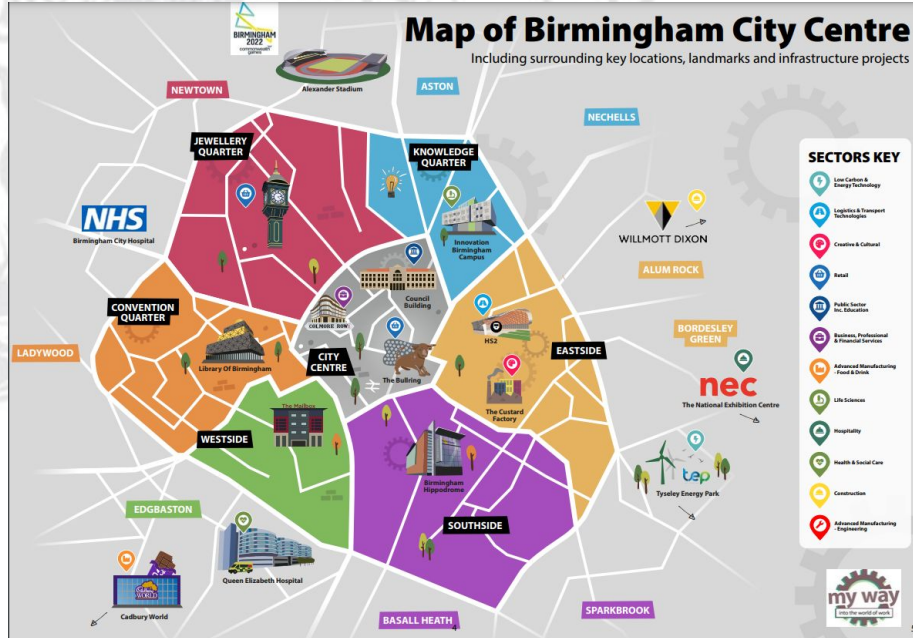 Map of Birmingham City Centre
Including surrounding key locations, landmarks and infrastructure projects
BIRMINGHAM
2022
commonwealth
games
Alexander Stadium
NEWTOWN
ASTON
NECHELLS
JEWELLERY
QUARTER
KNOWLEDGE
QUARTER
NHS
Birmingham City Hospital
Innovation
Birmingham
Campus
WILLMOTT DIXON
ALUM ROCK
CONVENTION
QUARTER
Council
Building
COLMORE ROW
LADYWOOD
Library Of Birmingham
CITY
CENTRE
The Bullring
HS2
EASTSIDE
BORDESLEY
GREEN
nec
The National Exhibition Centre
The Custard
Factory
The Mailbox
WESTSIDE
Birmingham
Hippodrome
tep
Tyseley Energy Park
EDGBASTON
SOUTHSIDE
Queen Elizabeth Hospital
Cadbury
WORLD
Cadbury World
BASALL HEATH
4
SPARKBROOK
SECTORS KEY
Low Carbon &
Energy Technology
Logistics & Transport
Technologies
Creative & Cultural
Retail
Public Sector
Inc. Education
Business, Professional
& Financial Services
Advanced Manufacturing
- Food & Drink
Life Sciences
Hospitality
Health & Social Care
Construction
Advanced Manufacturing
- Engineering
my way
into the world of work